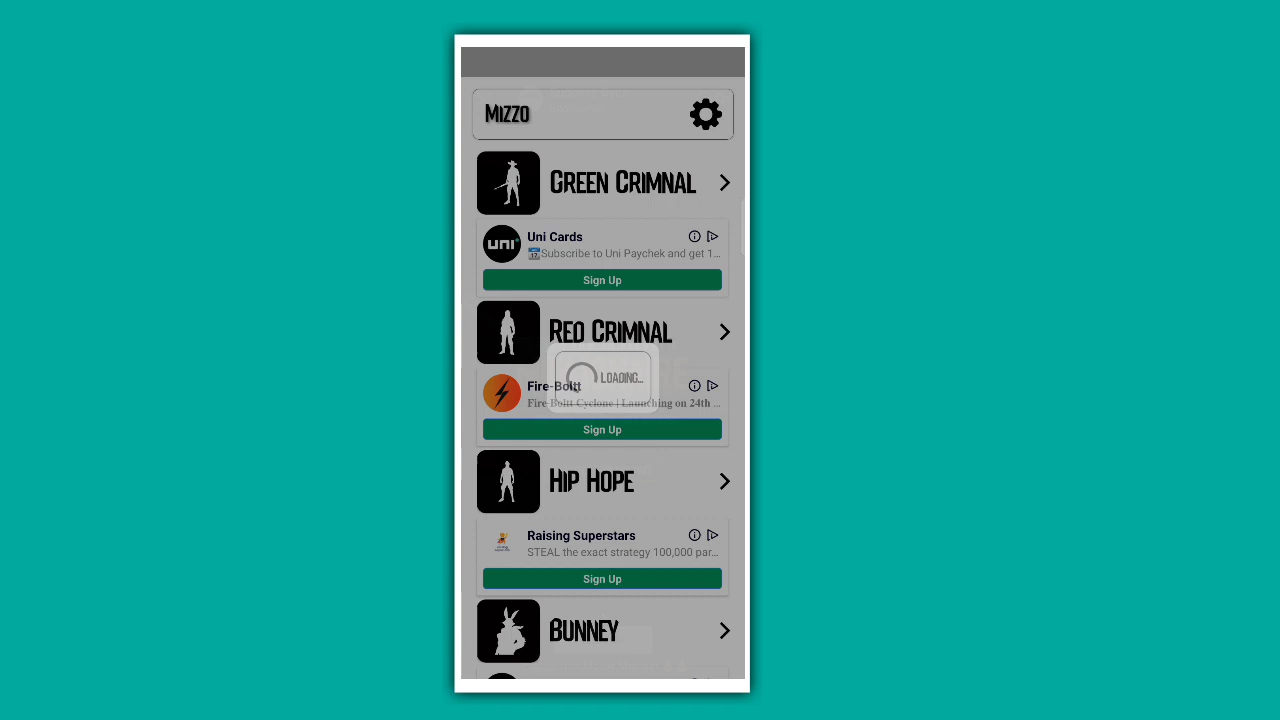 Mizzo
Green Crimnal
uni
Uni Cards
📅Subscribe to Uni Paychek and get 1...
Sign Up
Red Crimnal
Loading...
Fire-Boltt
Fire-Boltt Cyclone | Launching on 24th ...
Sign Up
Hip Hope
Raising Superstars
STEAL the exact strategy 100,000 par...
Sign Up
Bunney